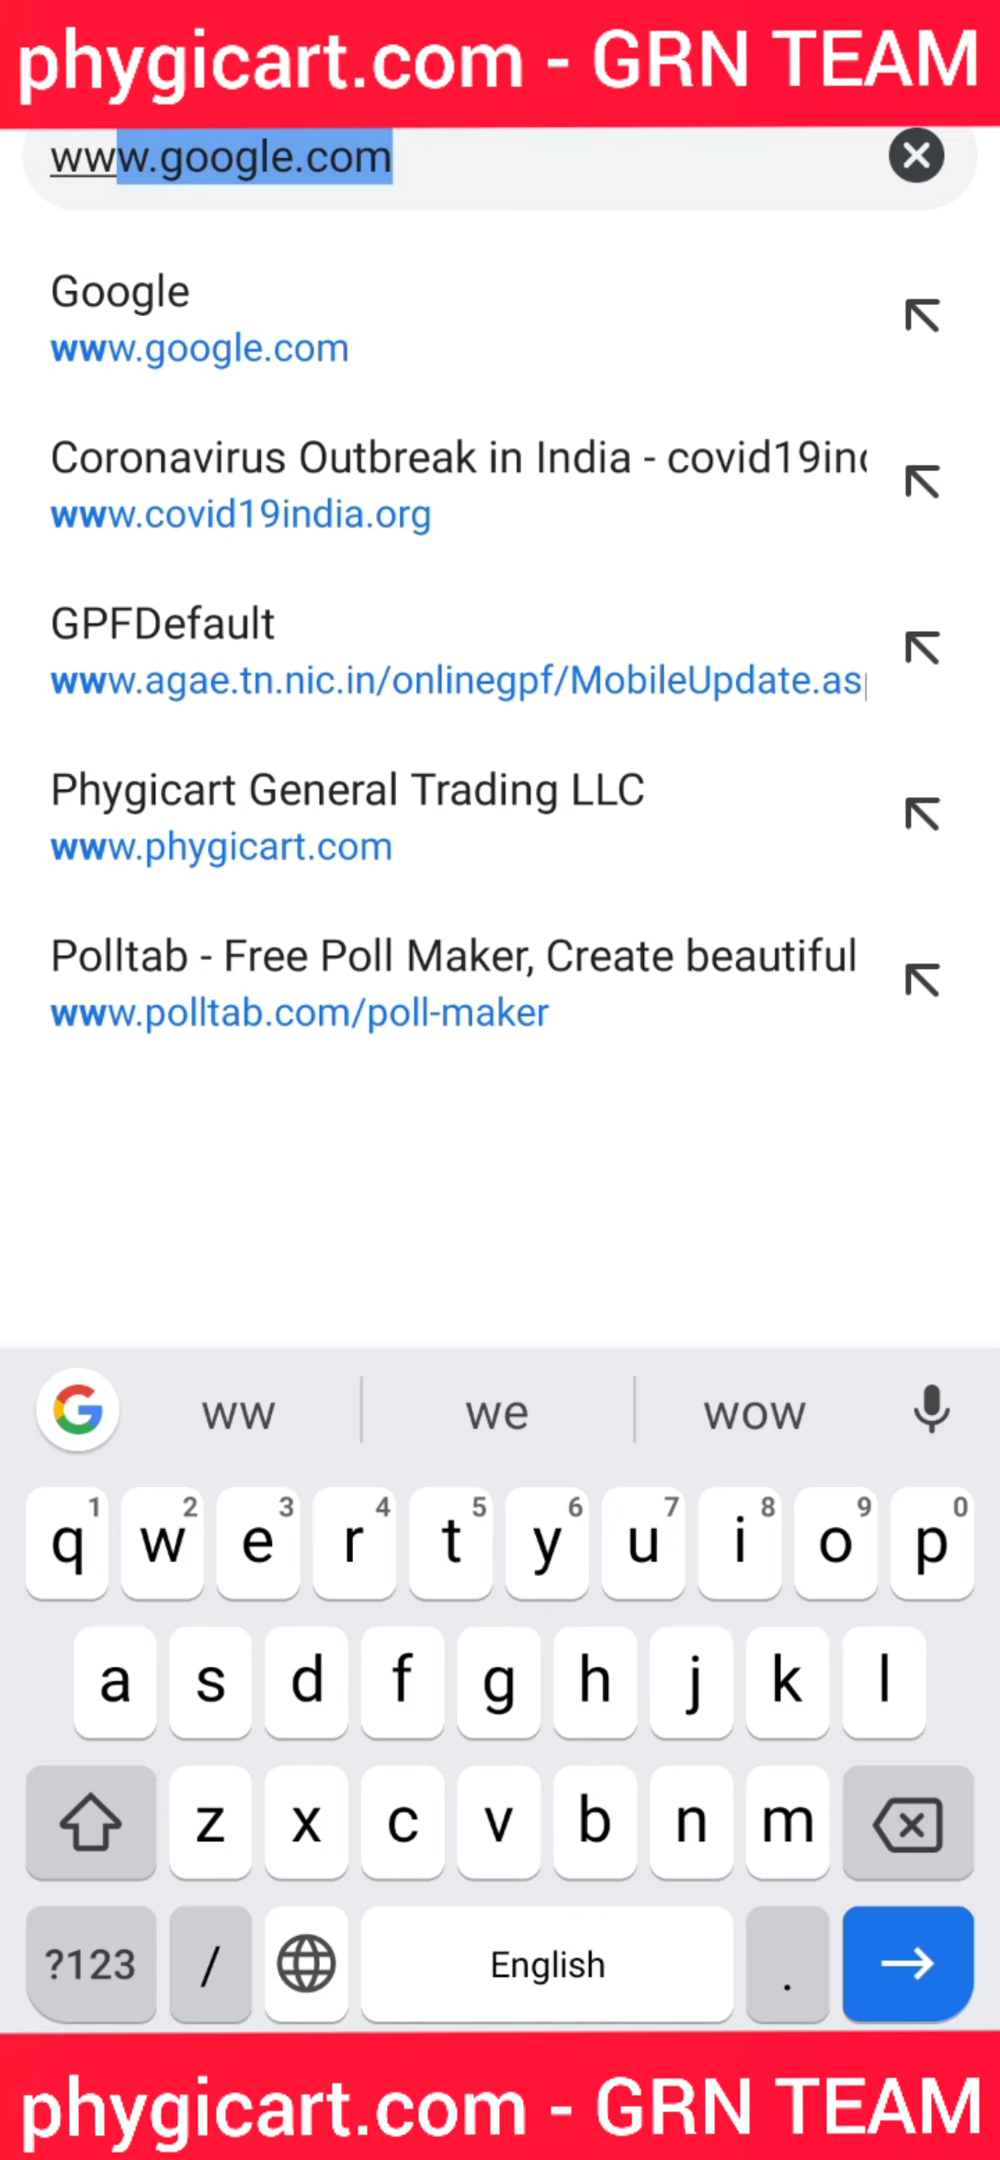 phygicart.com - GRN TEAM
www.google.com
Google
www.google.com
Coronavirus Outbreak in India - covid19in
www.covid19india.org
GPFDefault
www.agae.tn.nic.in/onlinegpf/MobileUpdate.as
Phygicart General Trading LLC
www.phygicart.com
Polltab - Free Poll Maker, Create beautiful
www.polltab.com/poll-maker
ww we wow
1 2 3 4 5 6 7 8 9 0
q w e r t y u i o p
a s d f g h j k l
z x c v b n m
?123 / English .
phygicart.com - GRN TEAM